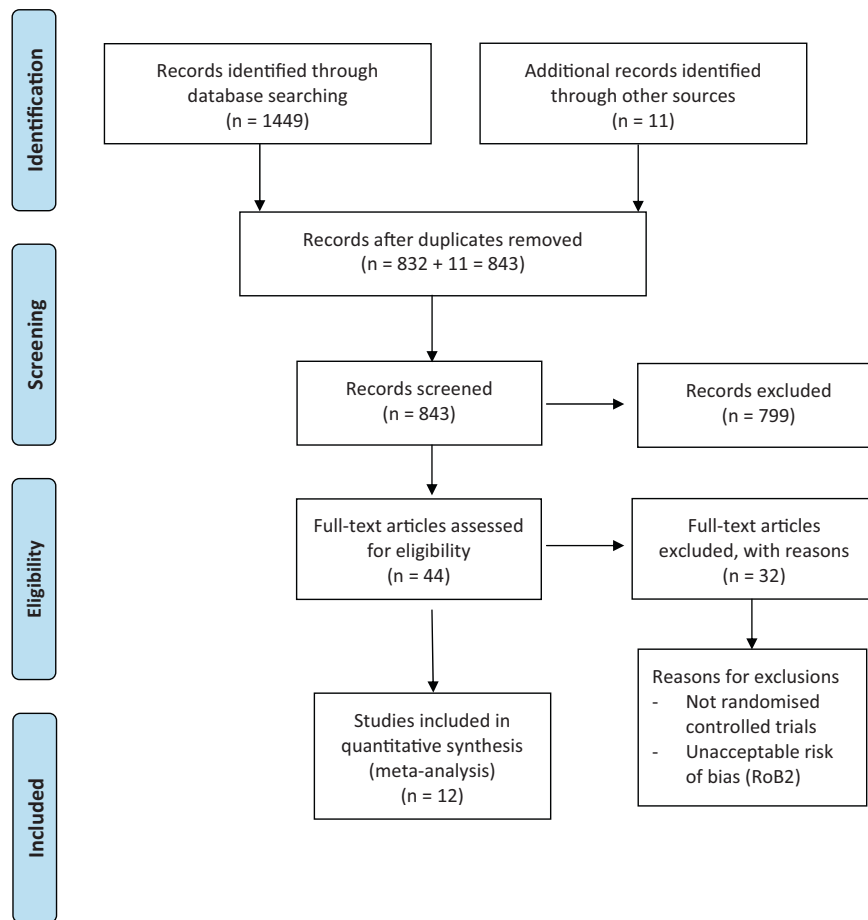 Identification
Records identified through
database searching
(n = 1449)
Additional records identified
through other sources
(n = 11)
Records after duplicates removed
(n = 832 + 11 = 843)
Screening
Records screened
(n = 843)
Records excluded
(n = 799)
Eligibility
Full-text articles assessed
for eligibility
(n = 44)
Full-text articles
excluded, with reasons
(n = 32)
Reasons for exclusions
- Not randomised
controlled trials
- Unacceptable risk
of bias (RoB2)
Included
Studies included in
quantitative synthesis
(meta-analysis)
(n = 12)